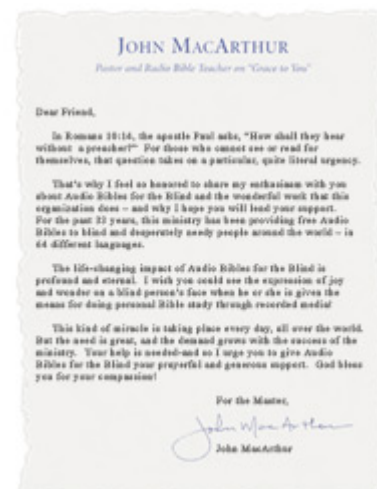 JOHN MACARTHUR
Pastor and Radio Bible Teacher on "Grace to You"
Dear Friend,
In Romans 10:14, the apostle Paul asks, "How shall they hear
without a preacher?" For those who cannot see or read for
themselves, that question takes on a particular, quite literal urgency.
That's why I feel so honored to share my enthusiasm with you
about Audio Bibles for the Blind and the wonderful work that this
organization does – and why I hope you will lend your support.
For the past 33 years, this ministry has been providing free Audio
Bibles to blind and desperately needy people around the world – in
64 different languages.
The life-changing impact of Audio Bibles for the Blind is
profound and eternal. I wish you could see the expression of joy
and wonder on a blind person's face when he or she is given the
means for doing personal Bible study through recorded media!
This kind of miracle is taking place every day, all over the world.
But the need is great, and the demand grows with the success of the
ministry. Your help is needed-and so I urge you to give Audio
Bibles for the Blind your prayerful and generous support. God bless
you for your compassion!
For the Master,
John MacArthur
John MacArthur